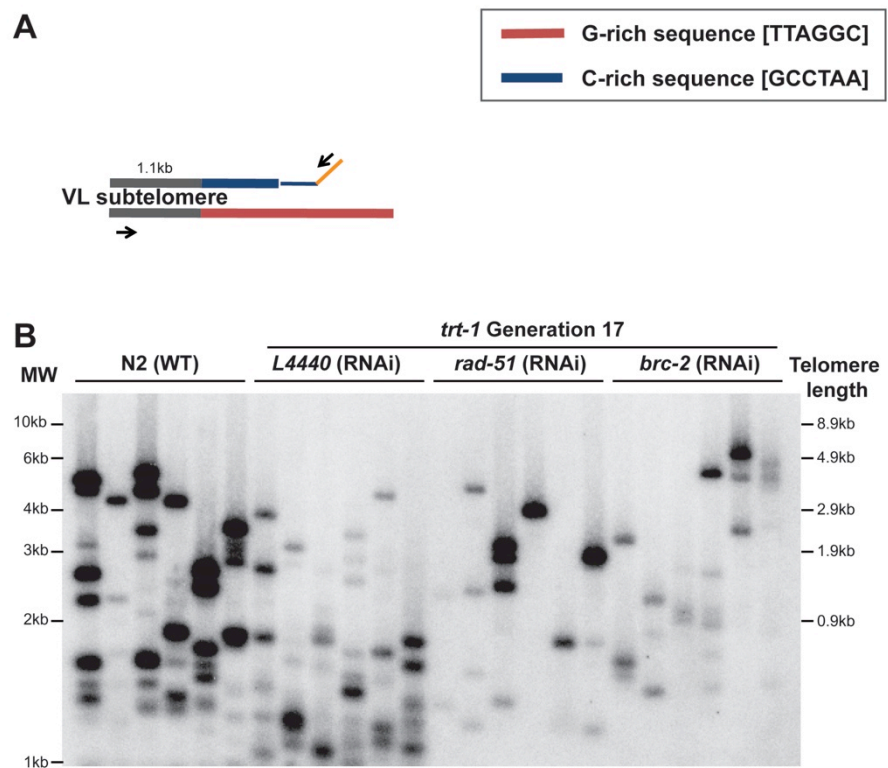 A
G-rich sequence [TTAGGC]
C-rich sequence [GCCTAA]
1.1kb
VL subtelomere
B
trt-1 Generation 17
N2 (WT) L4440 (RNAi) rad-51 (RNAi) brc-2 (RNAi)
MW
Telomere
length
10kb 8.9kb
6kb 4.9kb
4kb 2.9kb
3kb 1.9kb
2kb 0.9kb
1kb